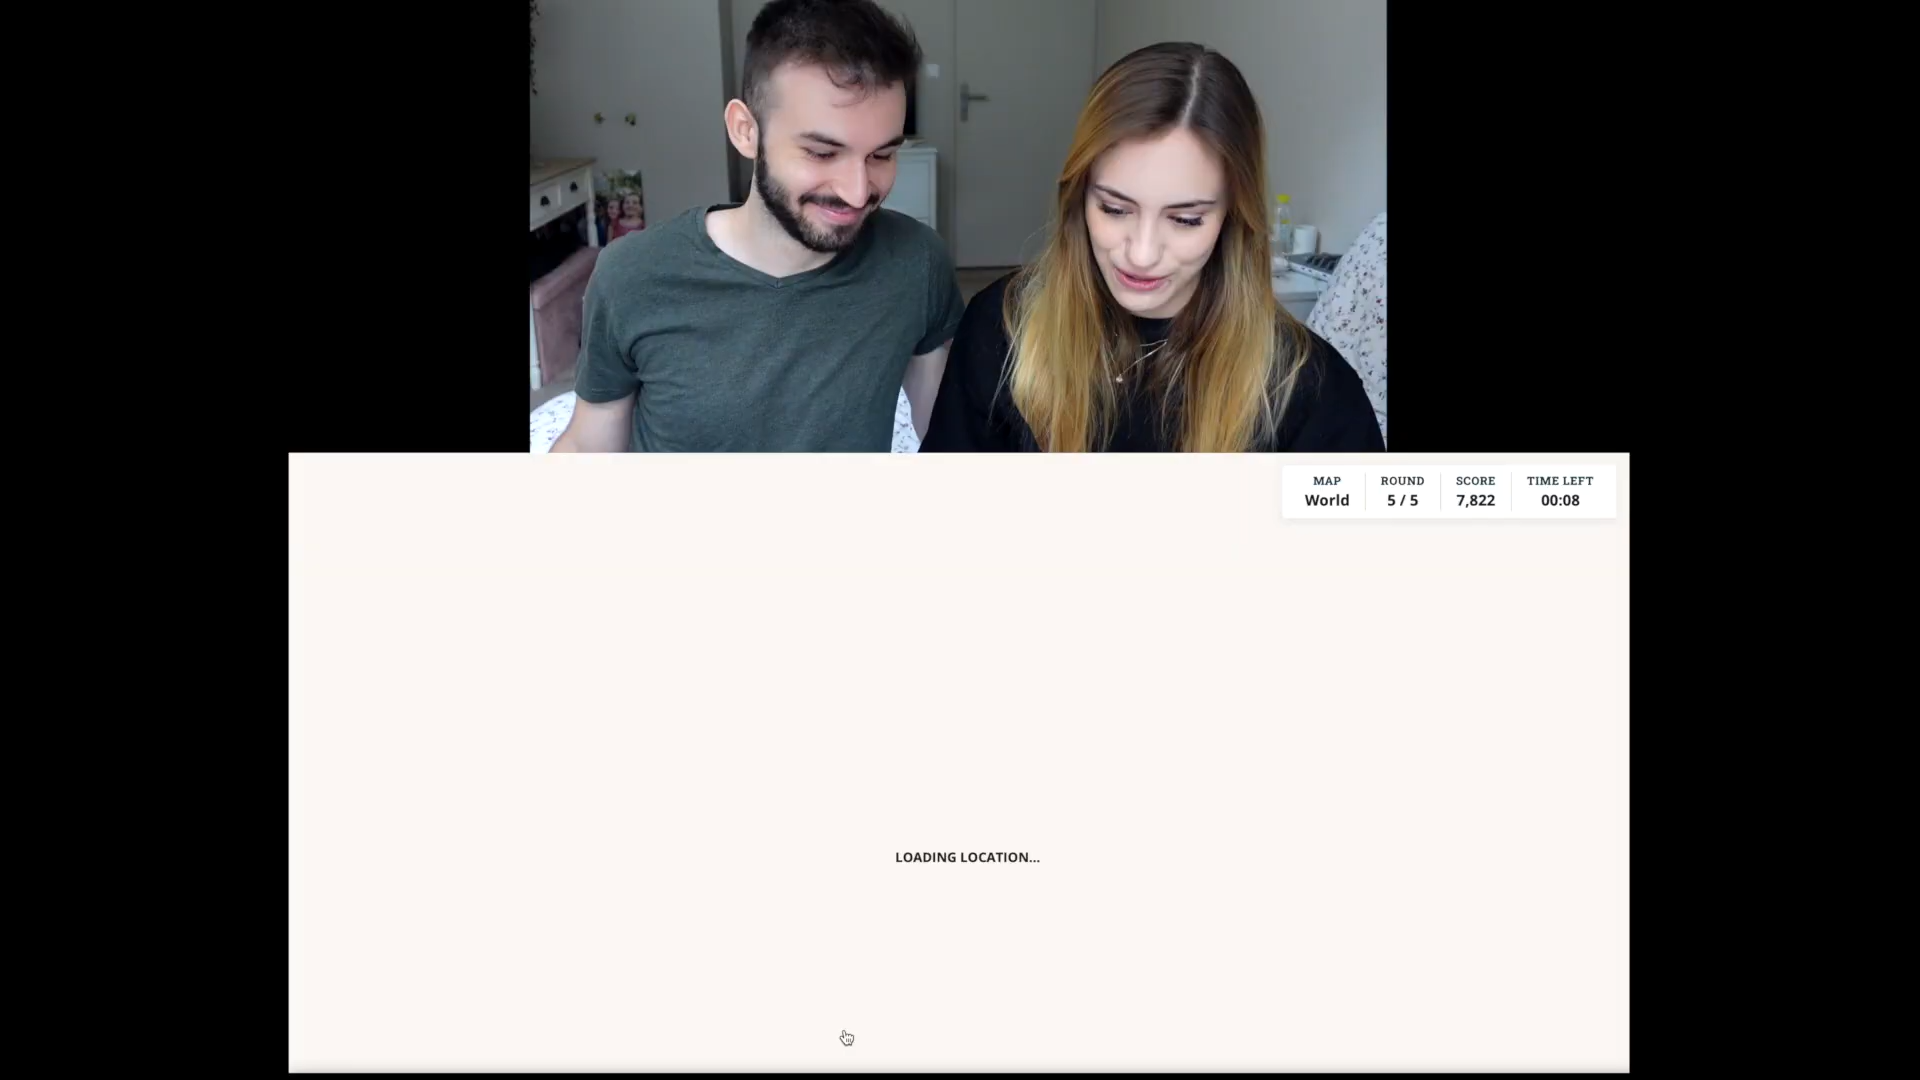 MAP ROUND SCORE TIME LEFT
World 5 / 5 7,822 00:08
LOADING LOCATION...